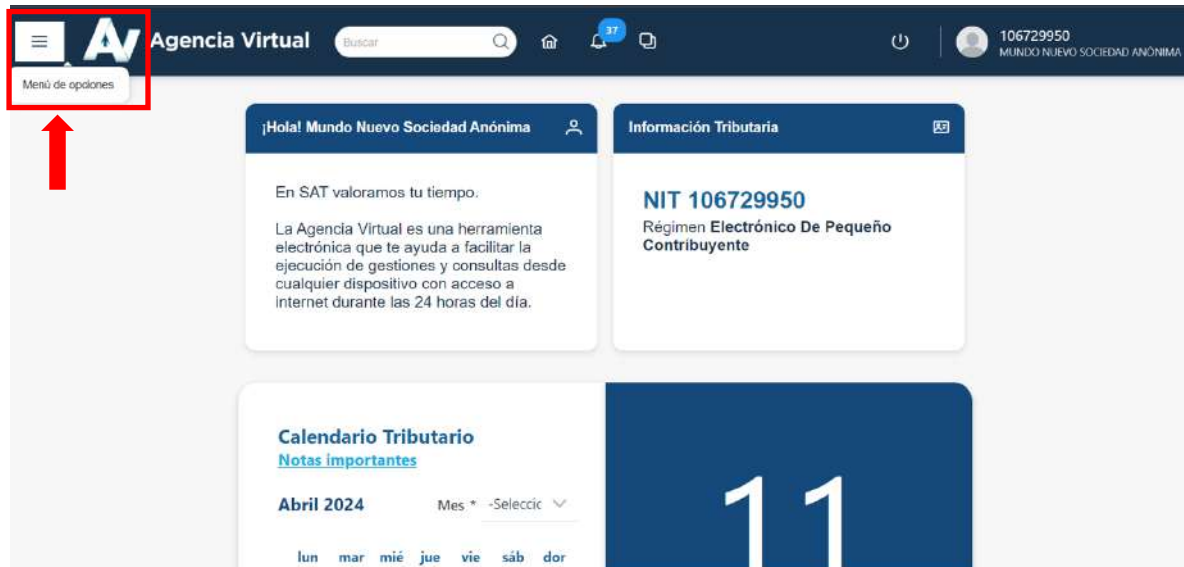 Agencia Virtual
Buscar
37
106729950
MUNDO NUEVO SOCIEDAD ANÓNIMA
Menú de opciones
¡Hola! Mundo Nuevo Sociedad Anónima
Información Tributaria
En SAT valoramos tu tiempo.
La Agencia Virtual es una herramienta
electrónica que te ayuda a facilitar la
ejecución de gestiones y consultas desde
cualquier dispositivo con acceso a
internet durante las 24 horas del día.
NIT 106729950
Régimen Electrónico De Pequeño
Contribuyente
Calendario Tributario
Notas importantes
Abril 2024
Mes * -Seleccic
11
lun mar mié jue vie sáb dor